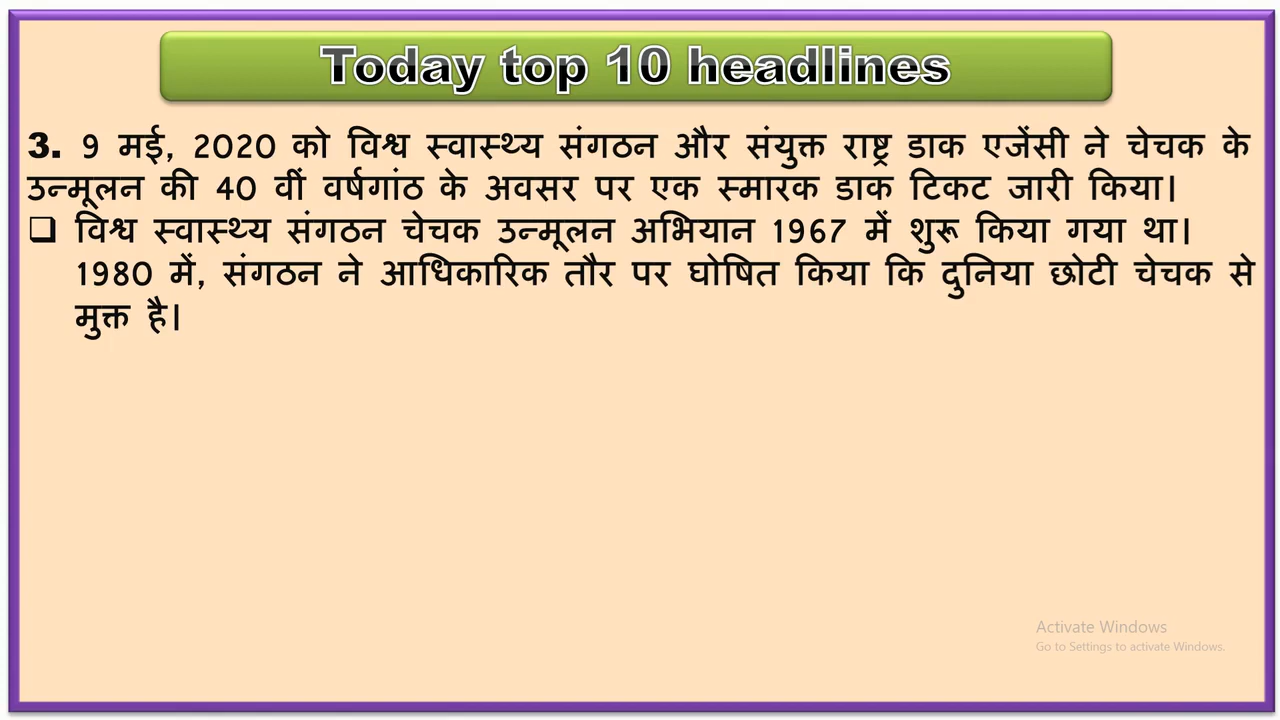 Today top 10 headlines
3. 9 मई, 2020 को विश्व स्वास्थ्य संगठन और संयुक्त राष्ट्र डाक एजेंसी ने चेचक के
उन्मूलन की 40 वीं वर्षगांठ के अवसर पर एक स्मारक डाक टिकट जारी किया।
❑ विश्व स्वास्थ्य संगठन चेचक उन्मूलन अभियान 1967 में शुरू किया गया था।
1980 में, संगठन ने आधिकारिक तौर पर घोषित किया कि दुनिया छोटी चेचक से
मुक्त है।
Activate Windows
Go to Settings to activate Windows.